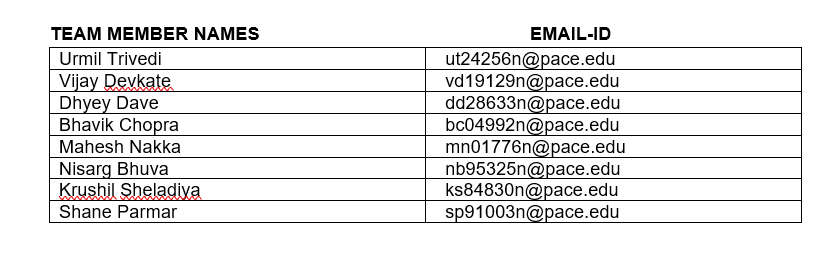 TEAM MEMBER NAMES EMAIL-ID
Urmil Trivedi ut24256n@pace.edu
Vijay Devkate vd19129n@pace.edu
Dhyey Dave dd28633n@pace.edu
Bhavik Chopra bc04992n@pace.edu
Mahesh Nakka mn01776n@pace.edu
Nisarg Bhuva nb95325n@pace.edu
Krushil Sheladiya ks84830n@pace.edu
Shane Parmar sp91003n@pace.edu